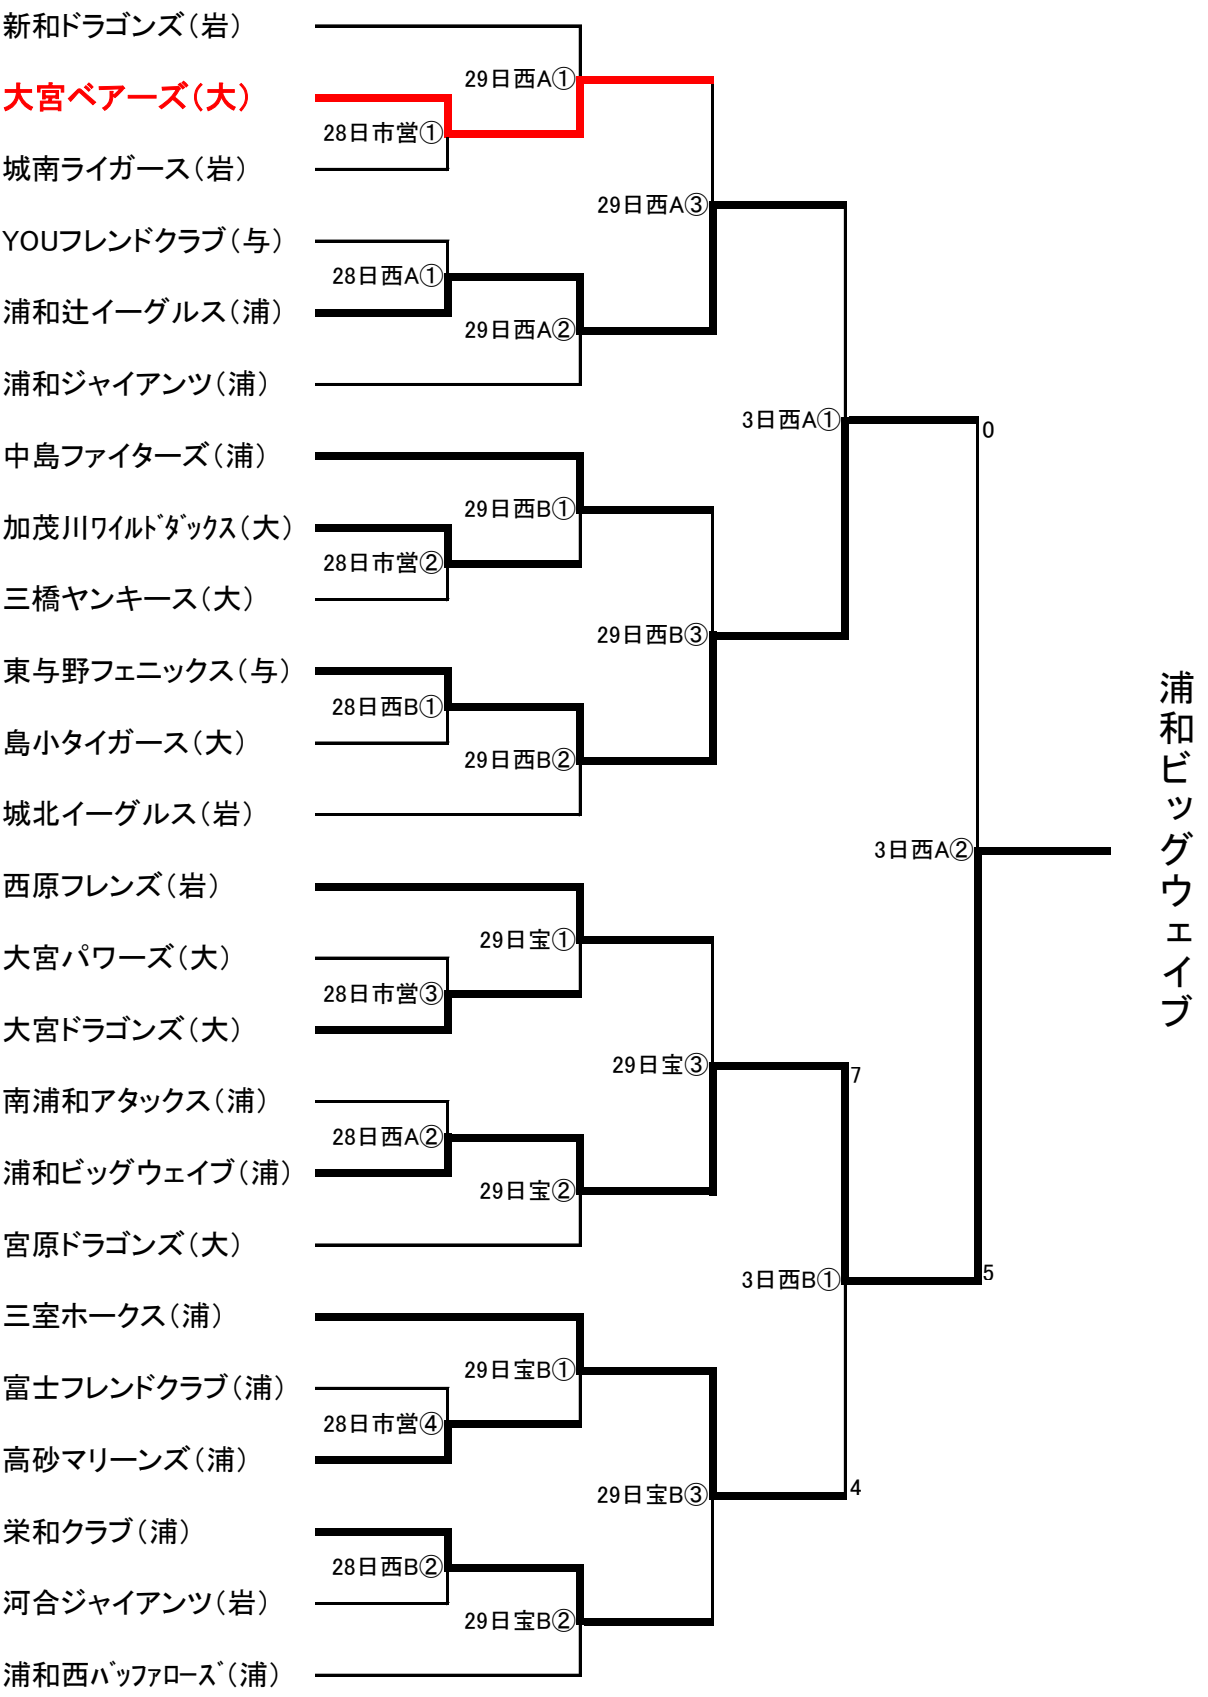 新和ドラゴンズ(岩)
29日西A①
大宮ベアーズ(大)
28日市営①
城南ライガース(岩)
29日西A③
YOUフレンドクラブ(与)
28日西A①
浦和辻イーグルス(浦)
29日西A②
浦和ジャイアンツ(浦)
3日西A①
0
中島ファイターズ(浦)
29日西B①
加茂川ワイルドダックス(大)
28日市営②
三橋ヤンキース(大)
29日西B③
東与野フェニックス(与)
28日西B①
島小タイガース(大)
29日西B②
城北イーグルス(岩)
3日西A②
浦和ビッグウェイブ
西原フレンズ(岩)
29日宝①
大宮パワーズ(大)
28日市営③
大宮ドラゴンズ(大)
29日宝③
7
南浦和アタックス(浦)
28日西A②
浦和ビッグウェイブ(浦)
29日宝②
宮原ドラゴンズ(大)
3日西B①
5
三室ホークス(浦)
29日宝B①
富士フレンドクラブ(浦)
28日市営④
高砂マリーンズ(浦)
29日宝B③
4
栄和クラブ(浦)
28日西B②
河合ジャイアンツ(岩)
29日宝B②
浦和西バッファローズ(浦)